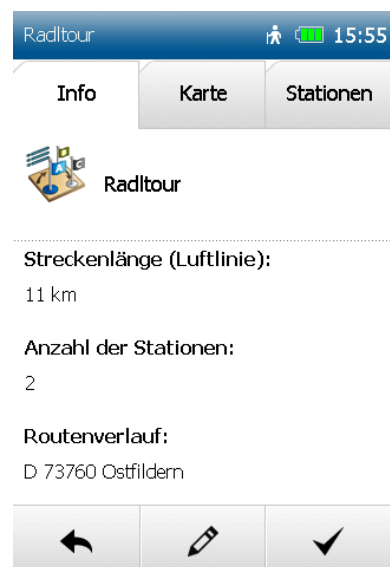 Radltour 15:55
Info Karte Stationen
Radltour
Streckenlänge (Luftlinie):
11 km
Anzahl der Stationen:
2
Routenverlauf:
D 73760 Ostfildern